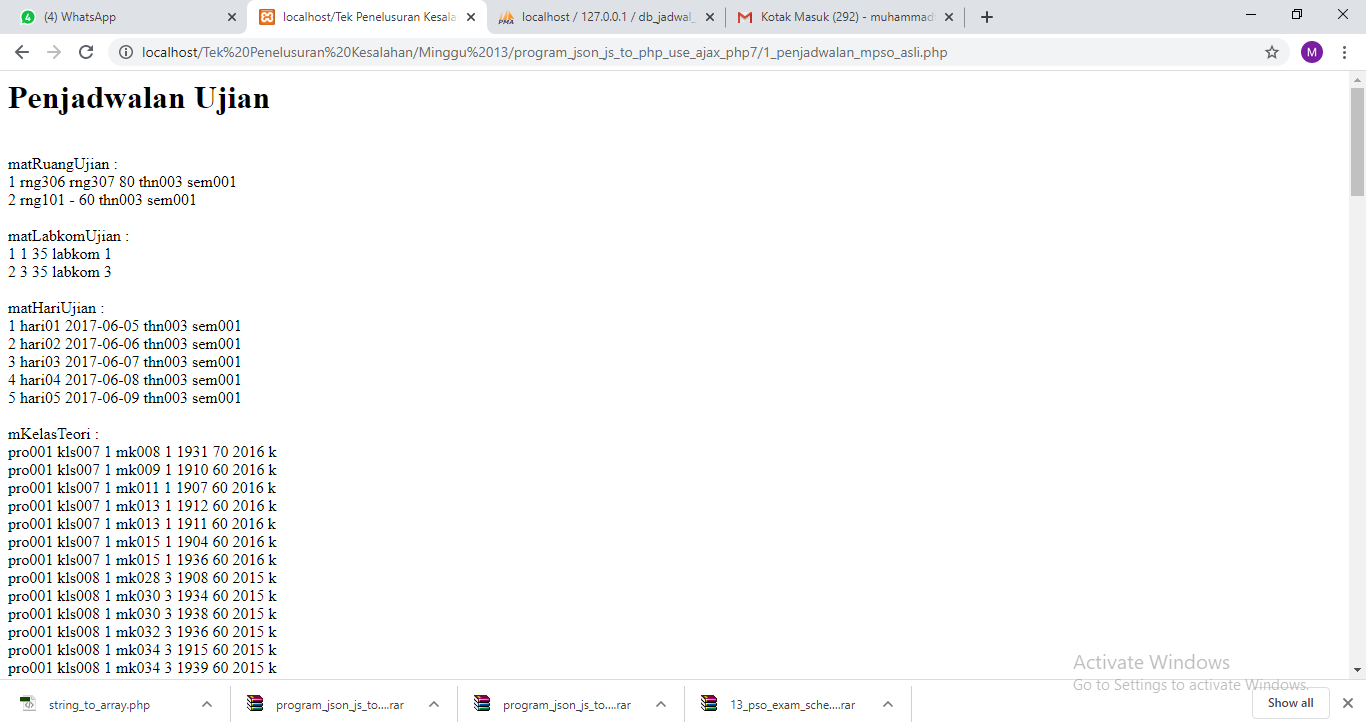 (4) WhatsApp
localhost/Tek Penelusuran Kesala
localhost / 127.0.0.1 / db_jadwal_
Kotak Masuk (292) - muhammad
localhost/Tek%20Penelusuran%20Kesalahan/Minggu%2013/program_json_js_to_php_use_ajax_php7/1_penjadwalan_mpso_asli.php
M
Penjadwalan Ujian
matRuangUjian :
1 rng306 rng307 80 thn003 sem001
2 rng101 - 60 thn003 sem001
matLabkomUjian :
1 1 35 labkom 1
2 3 35 labkom 3
matHariUjian :
1 hari01 2017-06-05 thn003 sem001
2 hari02 2017-06-06 thn003 sem001
3 hari03 2017-06-07 thn003 sem001
4 hari04 2017-06-08 thn003 sem001
5 hari05 2017-06-09 thn003 sem001
mKelasTeori :
pro001 kls007 1 mk008 1 1931 70 2016 k
pro001 kls007 1 mk009 1 1910 60 2016 k
pro001 kls007 1 mk011 1 1907 60 2016 k
pro001 kls007 1 mk013 1 1912 60 2016 k
pro001 kls007 1 mk013 1 1911 60 2016 k
pro001 kls007 1 mk015 1 1904 60 2016 k
pro001 kls007 1 mk015 1 1936 60 2016 k
pro001 kls008 1 mk028 3 1908 60 2015 k
pro001 kls008 1 mk030 3 1934 60 2015 k
pro001 kls008 1 mk030 3 1938 60 2015 k
pro001 kls008 1 mk032 3 1936 60 2015 k
pro001 kls008 1 mk034 3 1915 60 2015 k
pro001 kls008 1 mk034 3 1939 60 2015 k
Activate Windows
Go to Settings to activate Windows.
string_to_array.php
program_json_js_to....rar
program_json_js_to....rar
13_pso_exam_sche....rar
Show all